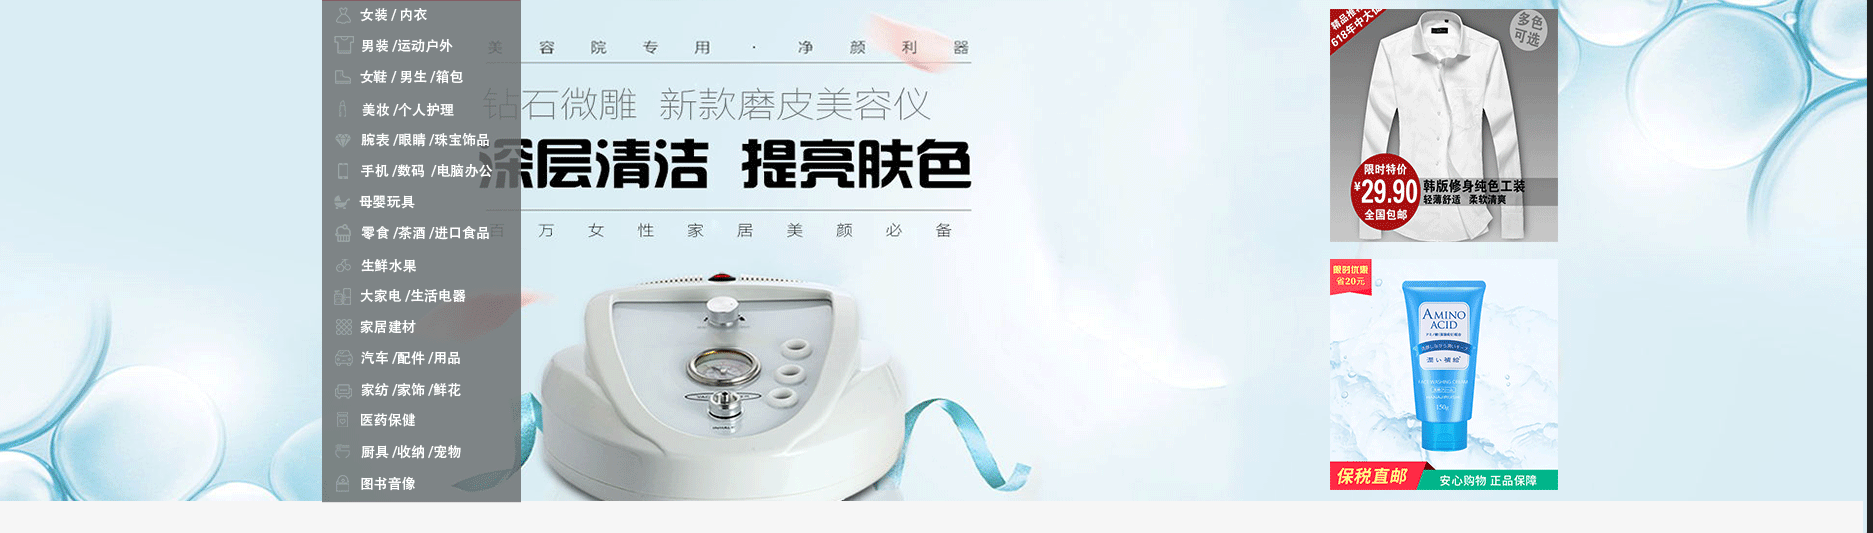 女装 / 内衣
男装 /运动户外
女鞋 / 男生 /箱包
美妆 /个人护理
腕表 /眼睛 /珠宝饰品
手机 /数码 /电脑办公
母婴玩具
零食 /茶酒 /进口食品
生鲜水果
大家电 /生活电器
家居建材
汽车 /配件 /用品
家纺 /家饰 /鲜花
医药保健
厨具 /收纳 /宠物
图书音像
美容院专用·净颜利器
钻石微雕 新款磨皮美容仪
深层清洁 提亮肤色
百万女性家居美颜必备
精品推荐
618年中大促
多色
可选
限时特价
¥29.90
全国包邮
韩版修身纯色工装
轻薄舒适 柔软清爽
限时优惠
省20元
AMINO
ACID
潤い補給
FACE WASHING CREAM
150g
保税直邮
安心购物 正品保障